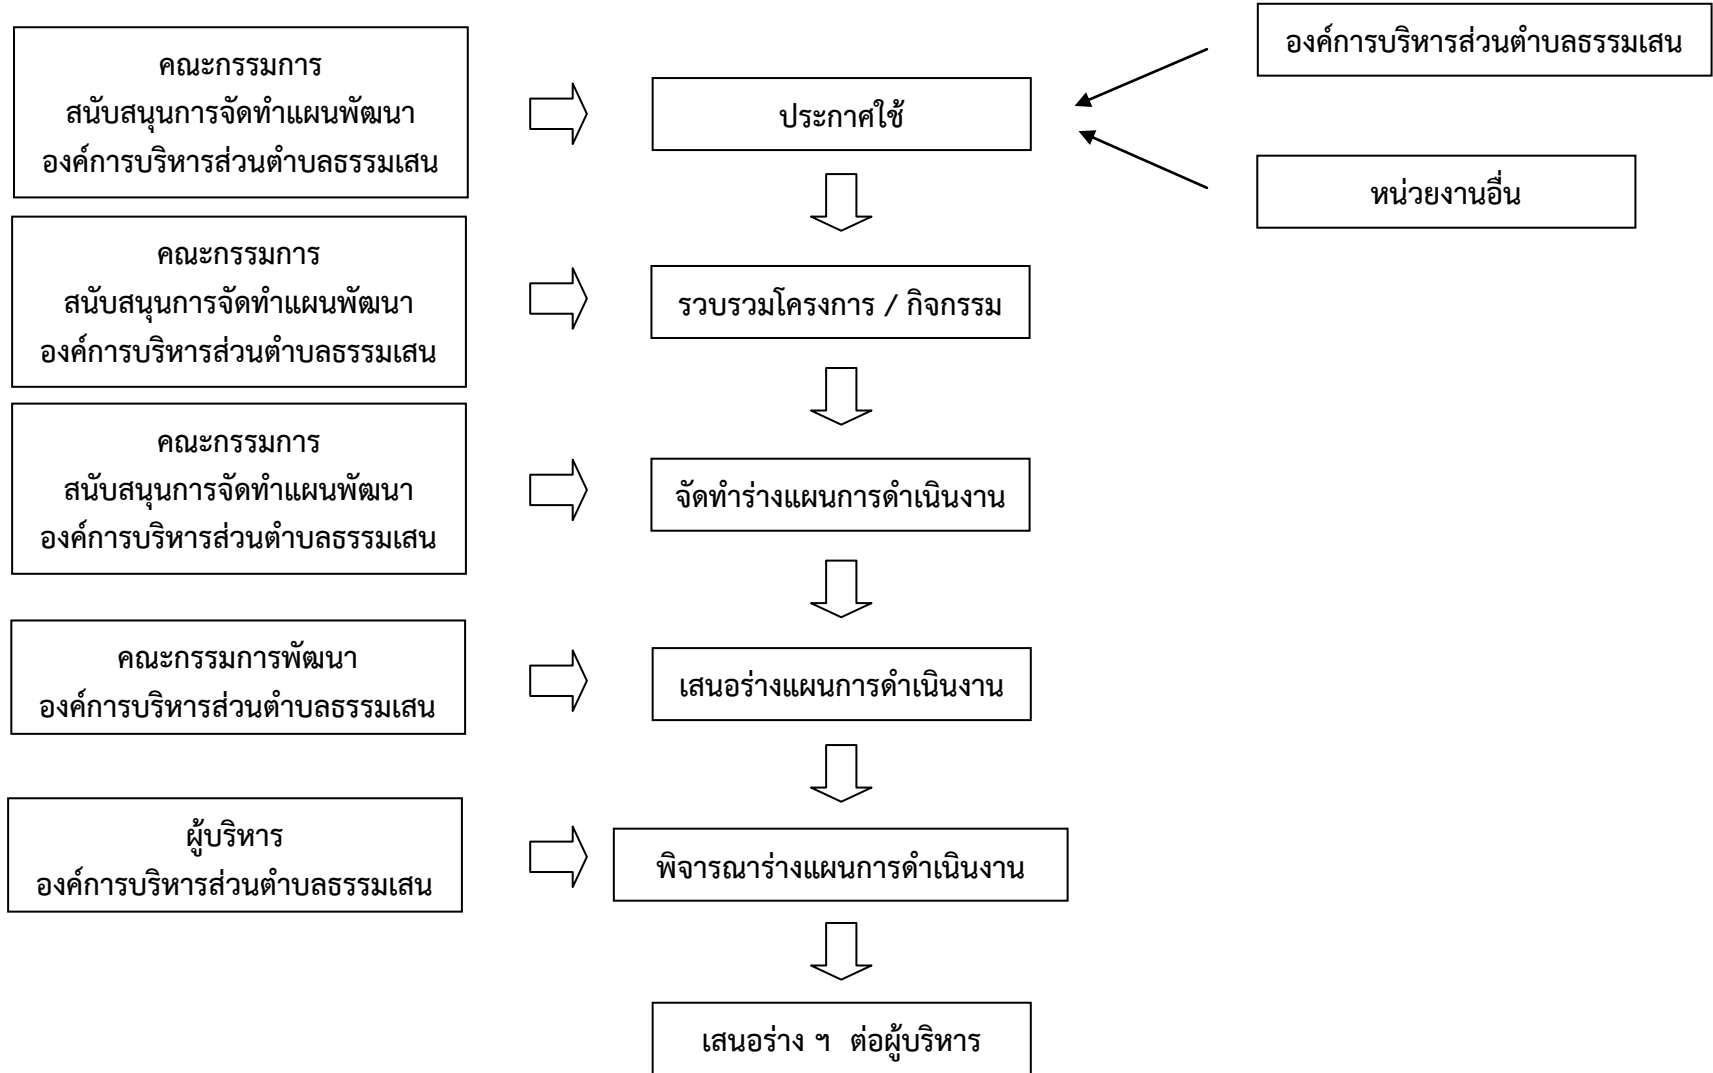 องค์การบริหารส่วนตำบลธรรมเสน
คณะกรรมการ
สนับสนุนการจัดทำแผนพัฒนา
องค์การบริหารส่วนตำบลธรรมเสน
ประกาศใช้
หน่วยงานอื่น
คณะกรรมการ
สนับสนุนการจัดทำแผนพัฒนา
องค์การบริหารส่วนตำบลธรรมเสน
รวบรวมโครงการ / กิจกรรม
คณะกรรมการ
สนับสนุนการจัดทำแผนพัฒนา
องค์การบริหารส่วนตำบลธรรมเสน
จัดทำร่างแผนการดำเนินงาน
คณะกรรมการพัฒนา
องค์การบริหารส่วนตำบลธรรมเสน
เสนอร่างแผนการดำเนินงาน
ผู้บริหาร
องค์การบริหารส่วนตำบลธรรมเสน
พิจารณาร่างแผนการดำเนินงาน
เสนอร่าง ฯ ต่อผู้บริหาร